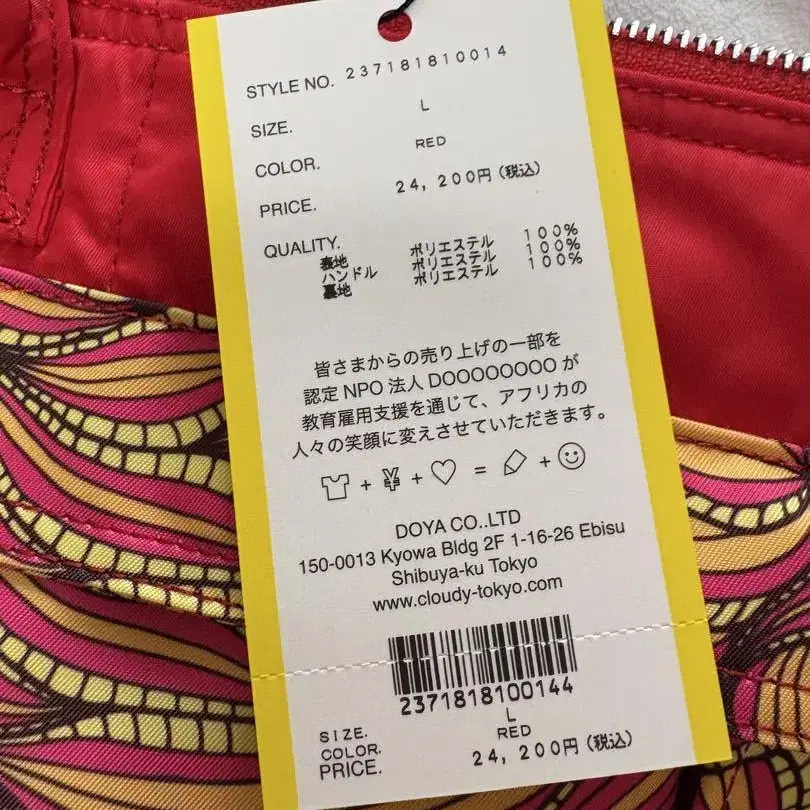 STYLE NO. 237181810014
SIZE. L
COLOR. RED
PRICE. 24,200円(税込)
QUALITY.
表地 ポリエステル 100%
ハンドル ポリエステル 100%
裏地 ポリエステル 100%
皆さまからの売り上げの一部を
認定 NPO 法人 DOOOOOOOO が
教育雇用支援を通じて、アフリカの
人々の笑顔に変えさせていただきます。
+ ¥ + ♡ = + ☺
DOYA CO.,LTD
150-0013 Kyowa Bldg 2F 1-16-26 Ebisu
Shibuya-ku Tokyo
www.cloudy-tokyo.com
2371818100144
SIZE. L
COLOR. RED
PRICE. 24,200円(税込)